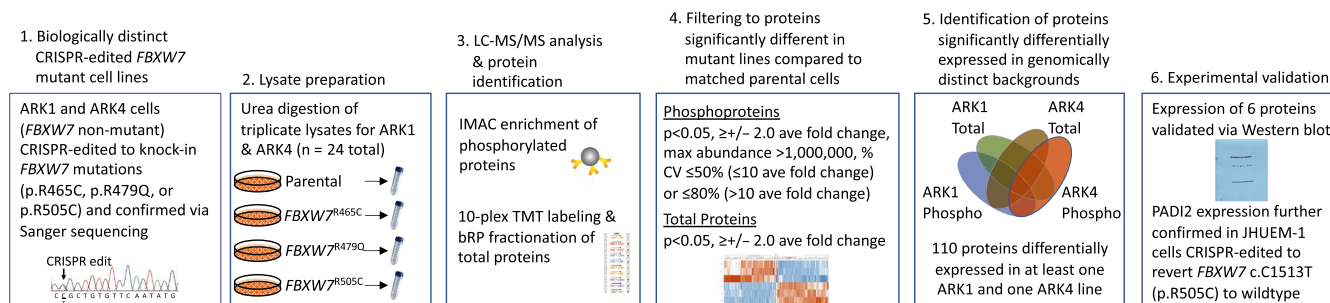 1. Biologically distinct
CRISPR-edited FBXW7
mutant cell lines
ARK1 and ARK4 cells
(FBXW7 non-mutant)
CRISPR-edited to knock-in
FBXW7 mutations
(p.R465C, p.R479Q, or
p.R505C) and confirmed via
Sanger sequencing
CRISPR edit
C C G C T G T G T T C A A T A T G
2. Lysate preparation
Urea digestion of
triplicate lysates for ARK1
& ARK4 (n = 24 total)
Parental
FBXW7R465C
FBXW7R479Q
FBXW7R505C
3. LC-MS/MS analysis
& protein
identification
IMAC enrichment of
phosphorylated
proteins
10-plex TMT labeling &
bRP fractionation of
total proteins
4. Filtering to proteins
significantly different in
mutant lines compared to
matched parental cells
Phosphoproteins
p<0.05, ≥+/– 2.0 ave fold change,
max abundance >1,000,000, %
CV ≤50% (≤10 ave fold change)
or ≤80% (>10 ave fold change)
Total Proteins
p<0.05, ≥+/– 2.0 ave fold change
5. Identification of proteins
significantly differentially
expressed in genomically
distinct backgrounds
ARK1
Total
ARK4
Total
ARK1
Phospho
ARK4
Phospho
110 proteins differentially
expressed in at least one
ARK1 and one ARK4 line
6. Experimental validation
Expression of 6 proteins
validated via Western blot
PADI2 expression further
confirmed in JHUEM-1
cells CRISPR-edited to
revert FBXW7 c.C1513T
(p.R505C) to wildtype